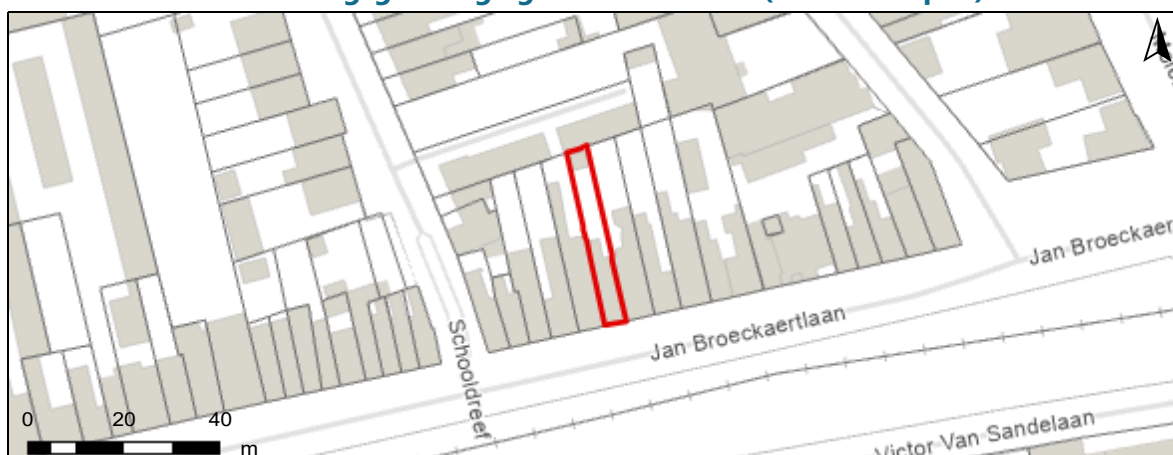 Jan Broeckaertlaan
Jan Broeckaer
Schooldreef
Victor Van Sandelaan
0 20 40
m